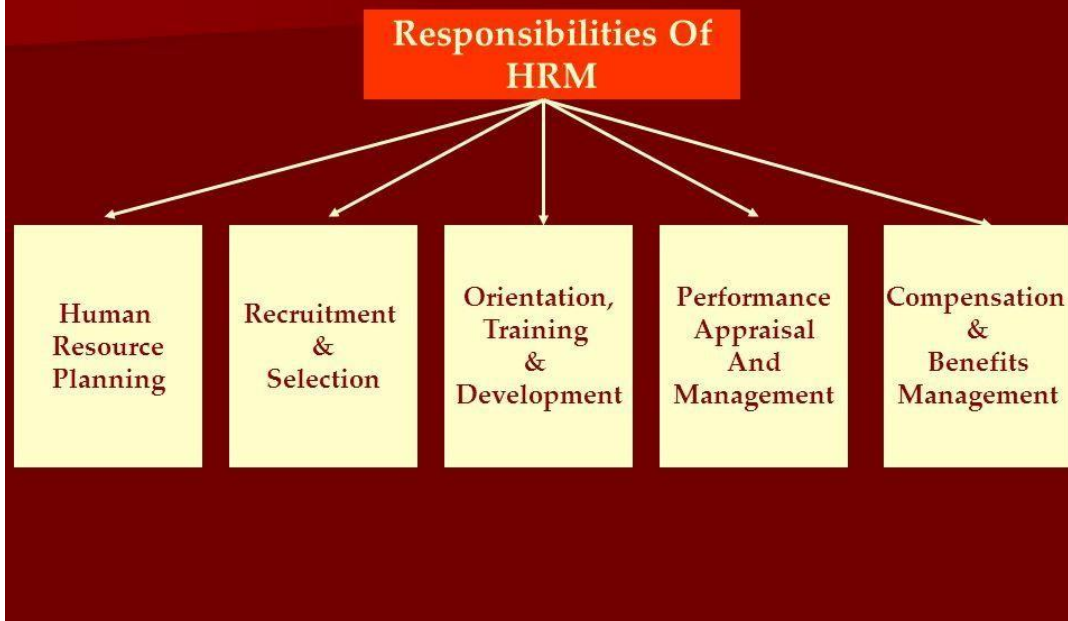 Responsibilities Of
HRM
Human
Resource
Planning
Recruitment
&
Selection
Orientation,
Training
&
Development
Performance
Appraisal
And
Management
Compensation
&
Benefits
Management